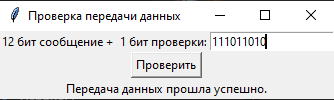 Проверка передачи данных
12 бит сообщение + 1 бит проверки: 111011010
Проверить
Передача данных прошла успешно.